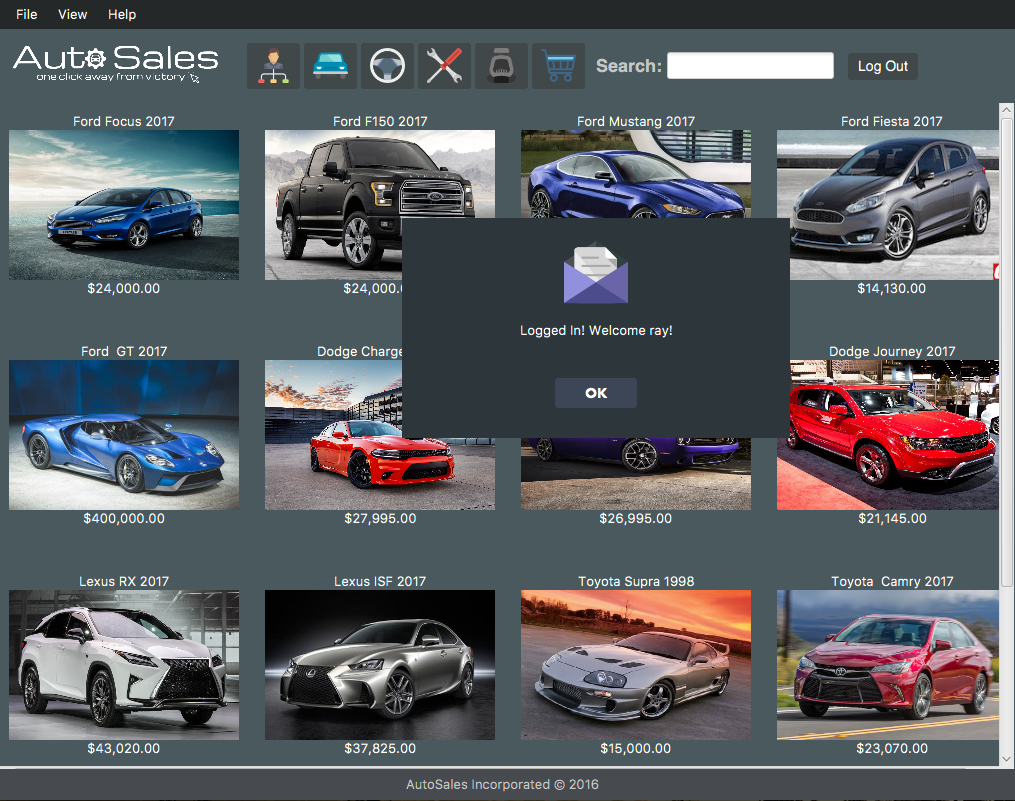 File View Help
Auto Sales
one click away from victory
Search:
Log Out
Ford Focus 2017
Ford F150 2017
Ford Mustang 2017
Ford Fiesta 2017
$24,000.00
$24,000.
$14,130.00
Logged In! Welcome ray!
OK
Ford  GT 2017
Dodge Charge
Dodge Journey 2017
$400,000.00
$27,995.00
$26,995.00
$21,145.00
Lexus RX 2017
Lexus ISF 2017
Toyota Supra 1998
Toyota  Camry 2017
$43,020.00
$37,825.00
$15,000.00
$23,070.00
AutoSales Incorporated © 2016